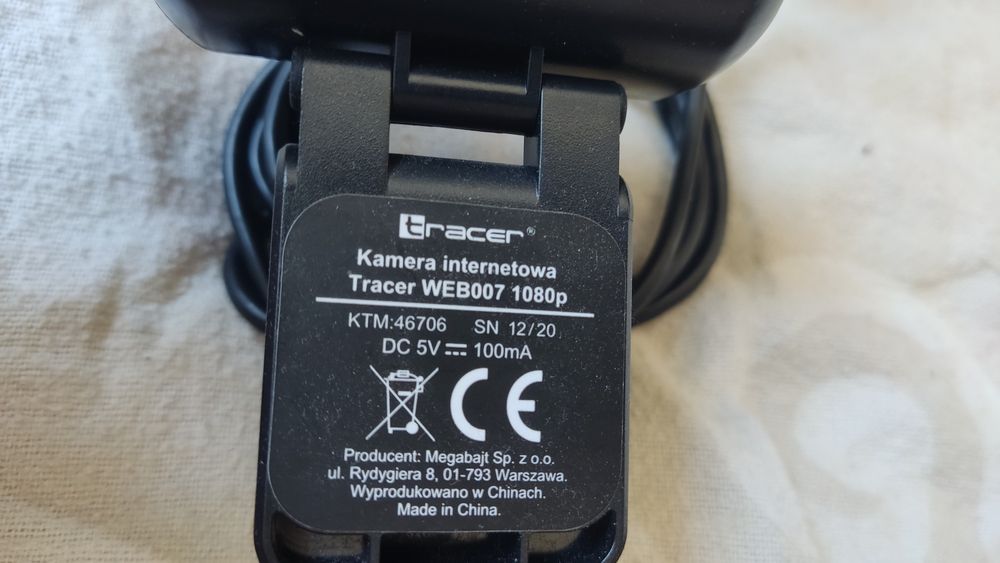 tracer®
Kamera internetowa
Tracer WEB007 1080p
KTM:46706 SN 12/20
DC 5V ⎓ 100mA
CE
Producent: Megabajt Sp. z o.o.
ul. Rydygiera 8, 01-793 Warszawa.
Wyprodukowano w Chinach.
Made in China.